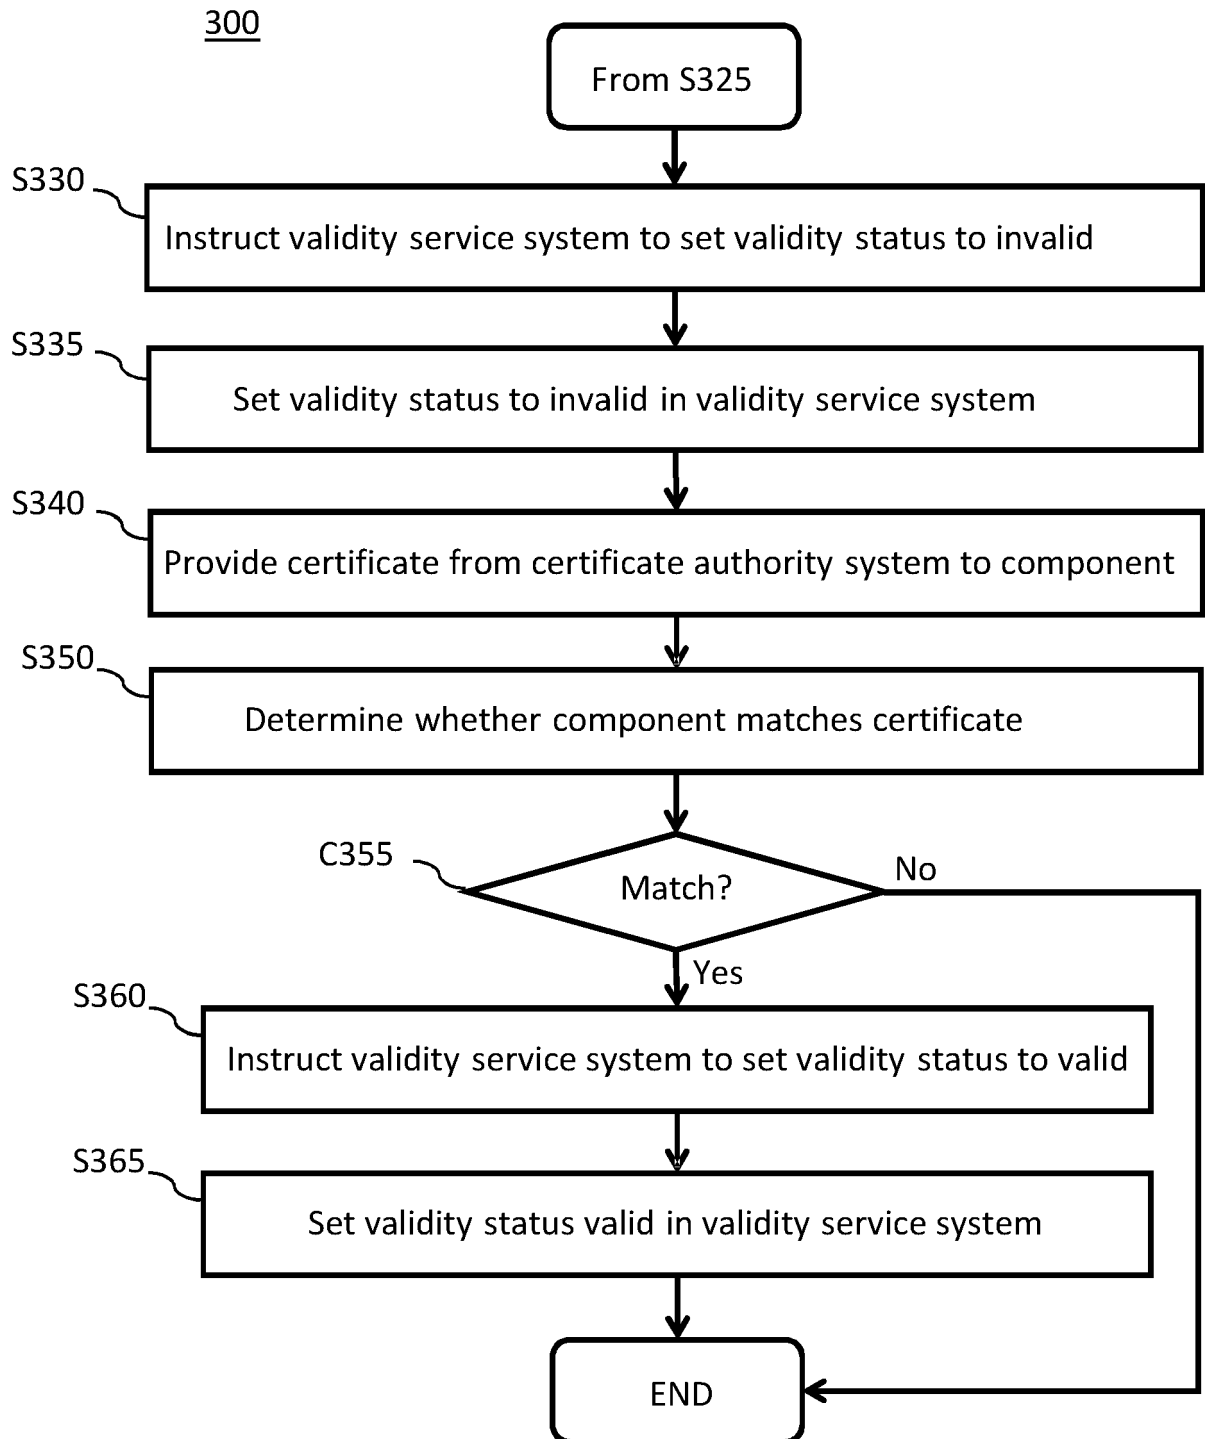 300
From S325
S330
Instruct validity service system to set validity status to invalid
S335
Set validity status to invalid in validity service system
S340
Provide certificate from certificate authority system to component
S350
Determine whether component matches certificate
C355
Match?
No
Yes
S360
Instruct validity service system to set validity status to valid
S365
Set validity status valid in validity service system
END